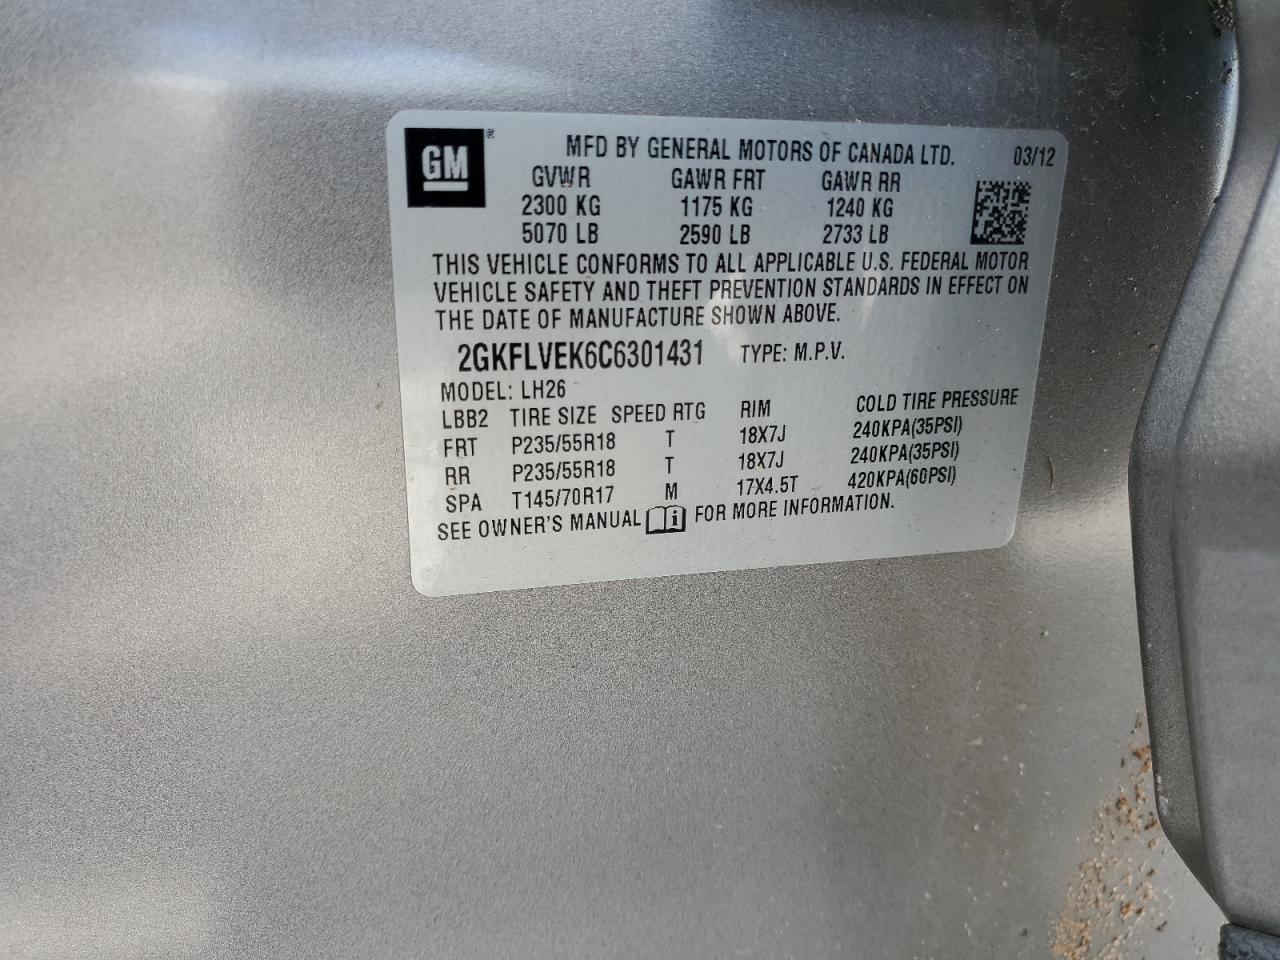 GM ®
MFD BY GENERAL MOTORS OF CANADA LTD. 03/12
GVWR GAWR FRT GAWR RR
2300 KG 1175 KG 1240 KG
5070 LB 2590 LB 2733 LB
THIS VEHICLE CONFORMS TO ALL APPLICABLE U.S. FEDERAL MOTOR
VEHICLE SAFETY AND THEFT PREVENTION STANDARDS IN EFFECT ON
THE DATE OF MANUFACTURE SHOWN ABOVE.
2GKFLVEK6C6301431 TYPE: M.P.V.
MODEL: LH26
LBB2 TIRE SIZE SPEED RTG RIM COLD TIRE PRESSURE
FRT P235/55R18 T 18X7J 240KPA(35PSI)
RR P235/55R18 T 18X7J 240KPA(35PSI)
SPA T145/70R17 M 17X4.5T 420KPA(60PSI)
SEE OWNER'S MANUAL FOR MORE INFORMATION.